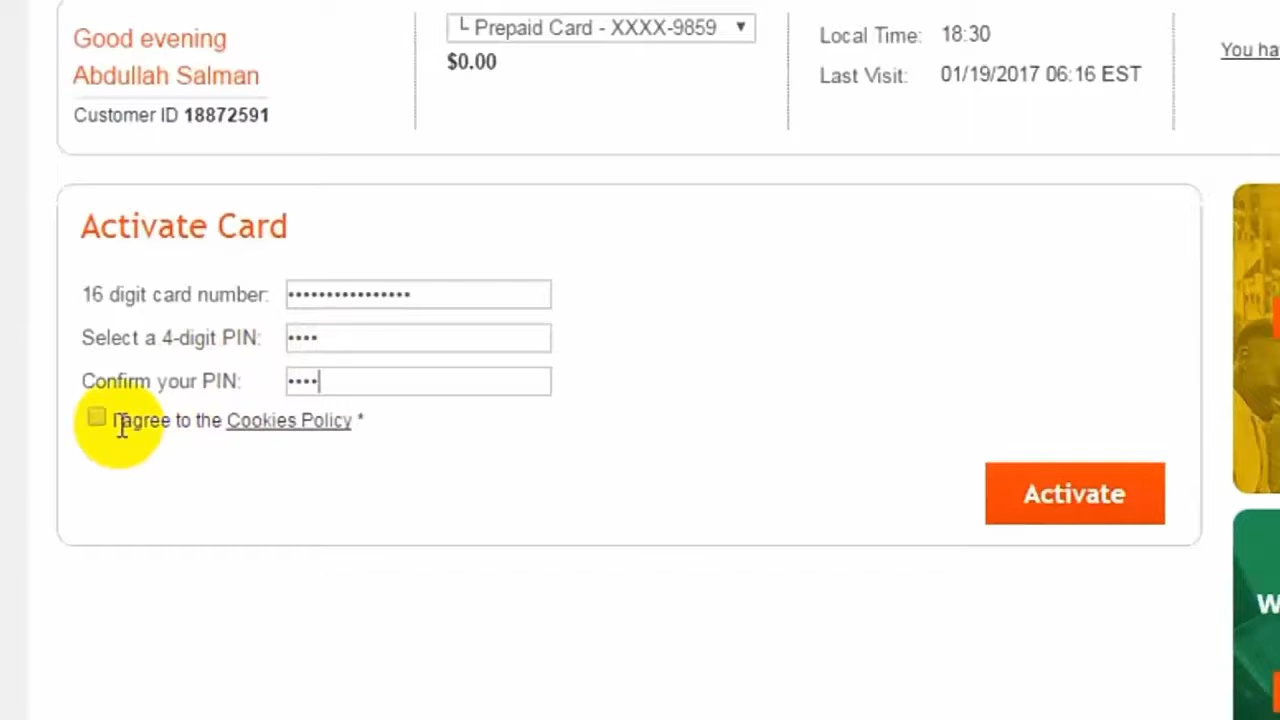 Good evening
Abdullah Salman
Customer ID 18872591
└ Prepaid Card - XXXX-9859 ▼
$0.00
Local Time: 18:30
Last Visit: 01/19/2017 06:16 EST
You ha
Activate Card
16 digit card number: ••••••••••••••••
Select a 4-digit PIN: ••••
Confirm your PIN: ••••
I agree to the Cookies Policy *
Activate
W